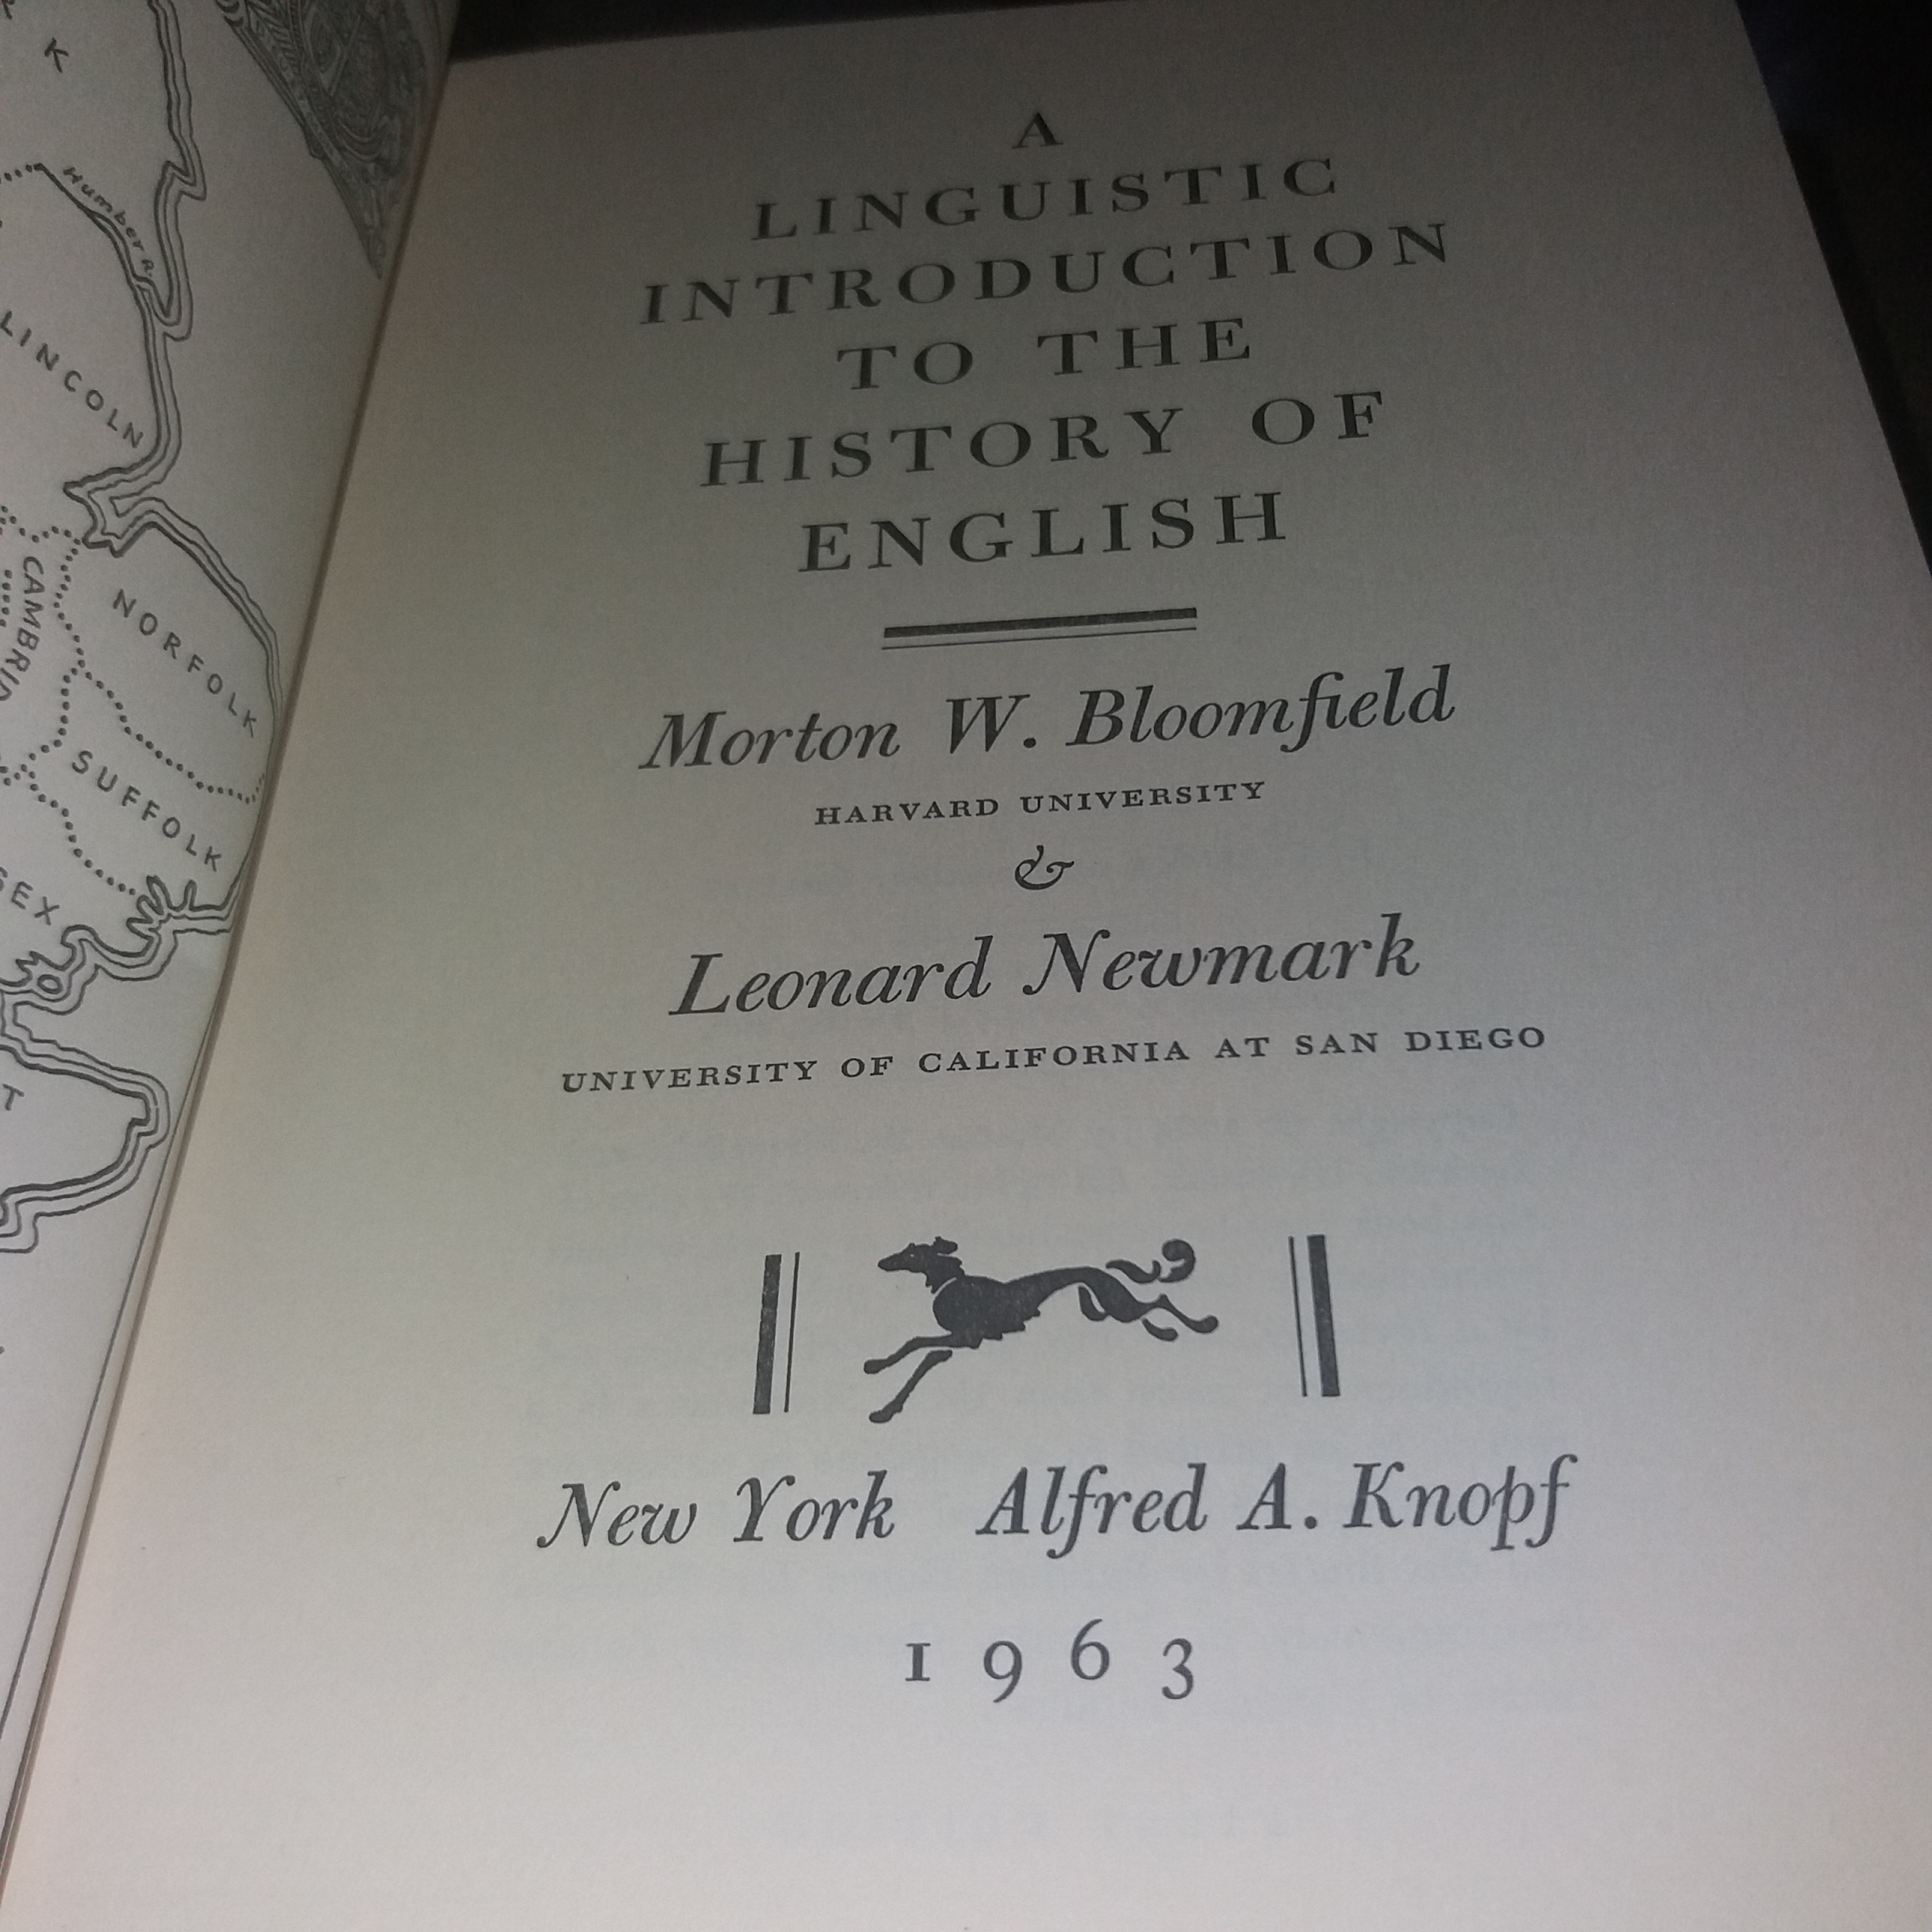 K
Humber R.
LINCOLN
NORFOLK
SUFFOLK
A
LINGUISTIC
INTRODUCTION
TO THE
HISTORY OF
ENGLISH
Morton W. Bloomfield
HARVARD UNIVERSITY
&
Leonard Newmark
UNIVERSITY OF CALIFORNIA AT SAN DIEGO
New York Alfred A. Knopf
1963